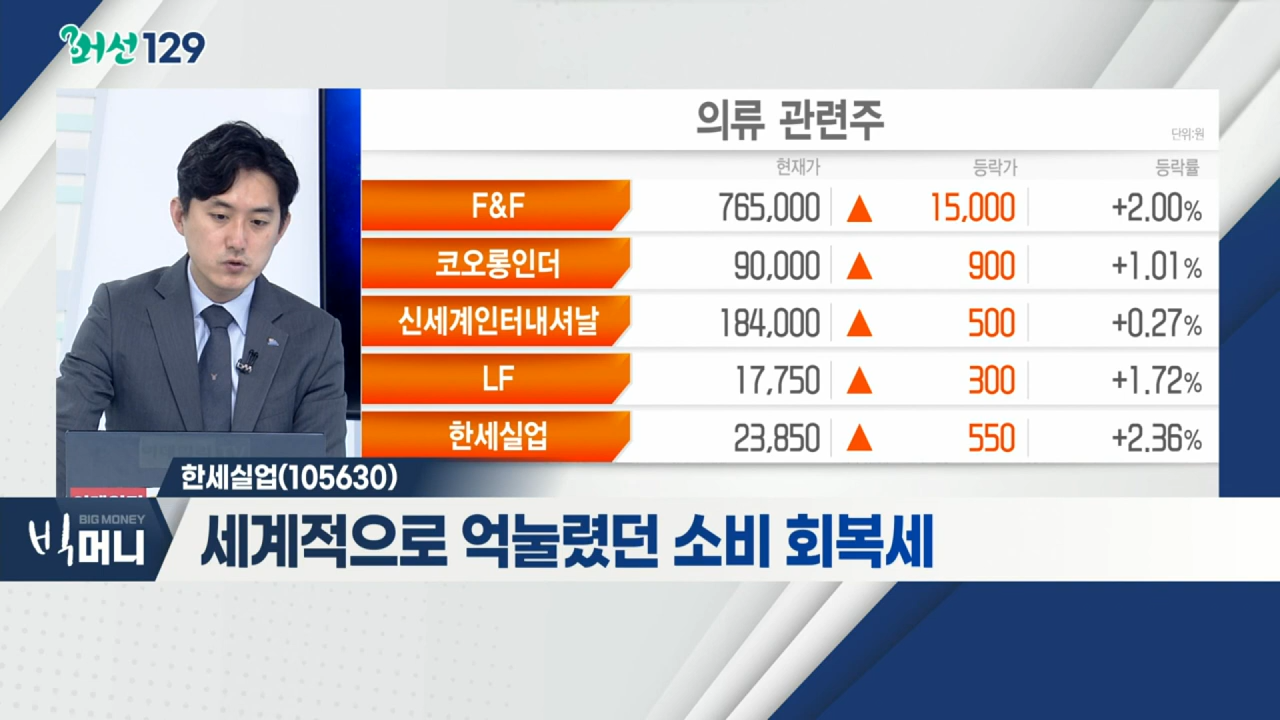 머선129
의류 관련주
단위:원
현재가 등락가 등락률
F&F 765,000 ▲ 15,000 +2.00%
코오롱인더 90,000 ▲ 900 +1.01%
신세계인터내셔날 184,000 ▲ 500 +0.27%
LF 17,750 ▲ 300 +1.72%
한세실업 23,850 ▲ 550 +2.36%
한세실업(105630)
BIG MONEY
빅머니
세계적으로 억눌렸던 소비 회복세